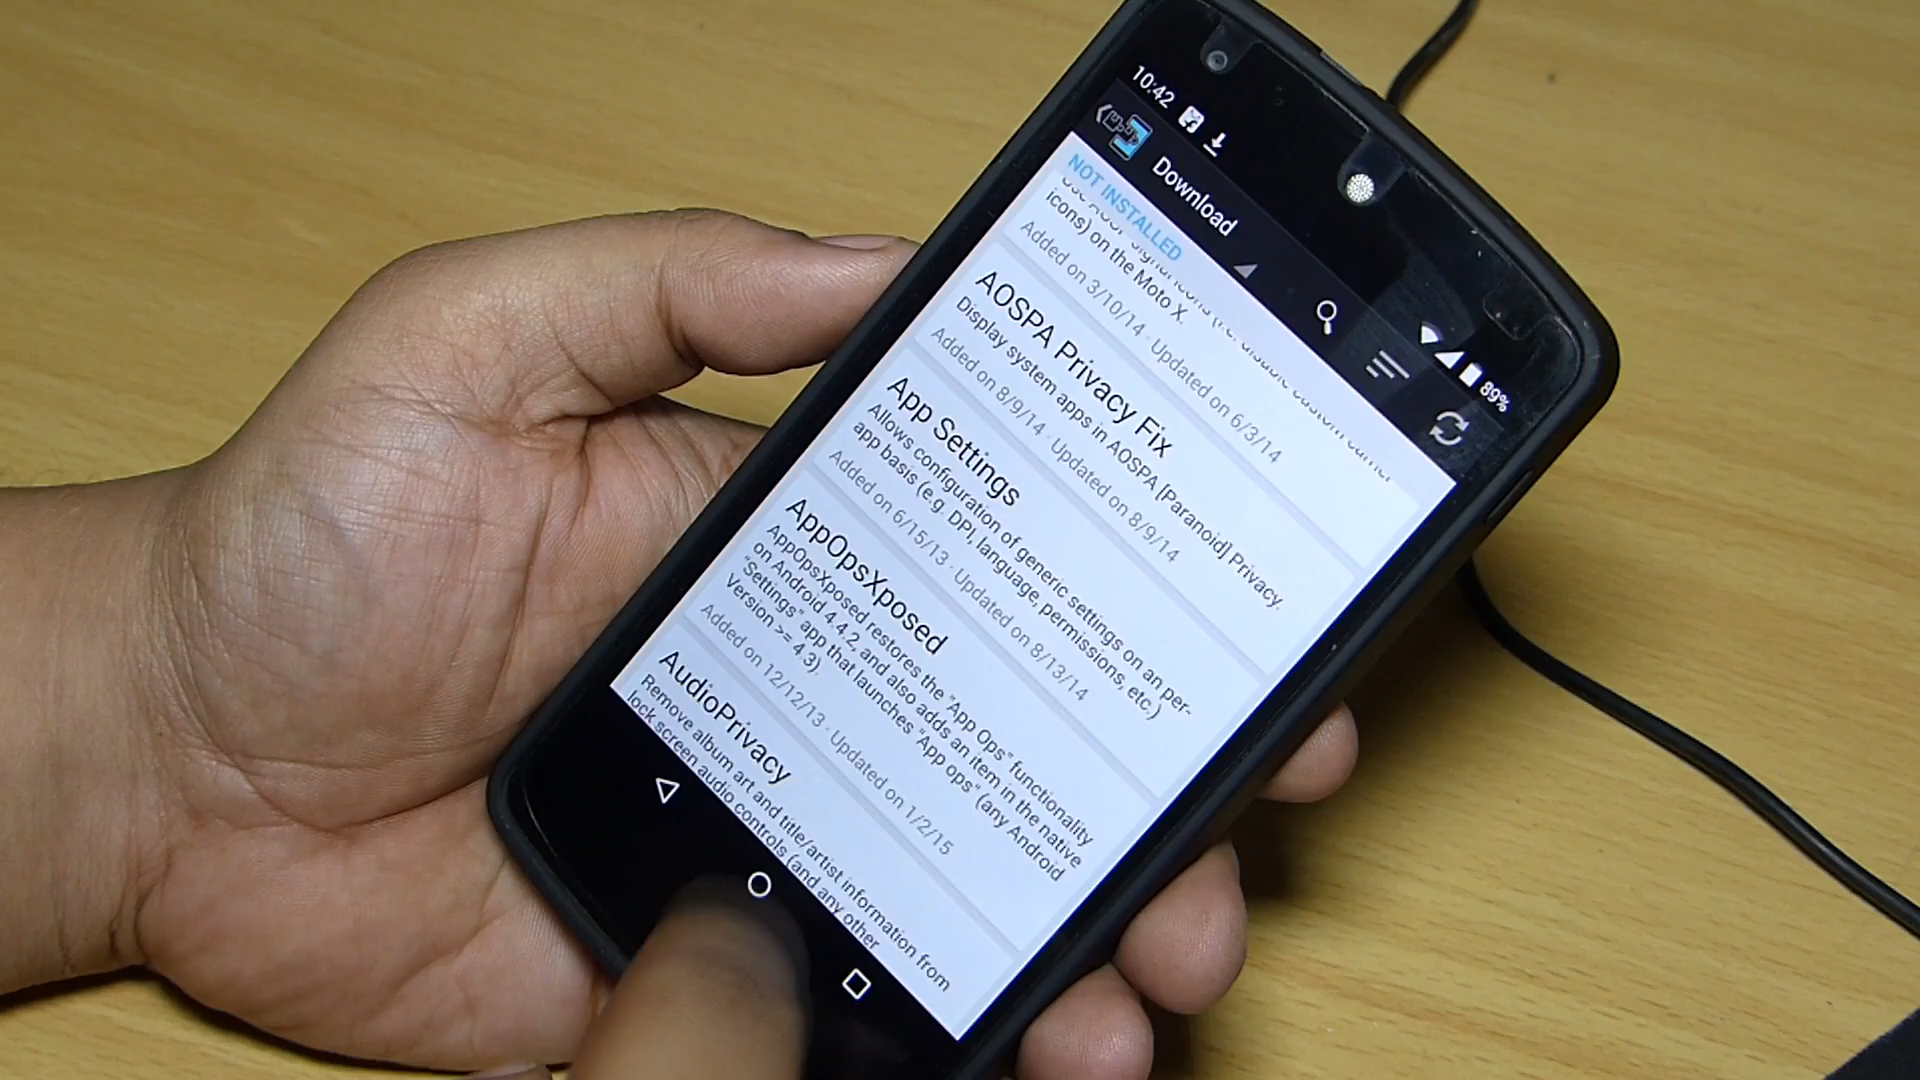 10:42
89%
Download
NOT INSTALLED
icons) on the Moto X.
Added on 3/10/14 · Updated on 6/3/14
AOSPA Privacy Fix
Display system apps in AOSPA [Paranoid] Privacy.
Added on 8/9/14 · Updated on 8/9/14
App Settings
Allows configuration of generic settings on an per-
app basis (e.g. DPI, language, permissions, etc.)
Added on 6/15/13 · Updated on 8/13/14
AppOpsXposed
AppOpsXposed restores the "App Ops" functionality
on Android 4.4.2, and also adds an item in the native
"Settings" app that launches "App ops" (any Android
Version >= 4.3).
Added on 12/12/13 · Updated on 1/2/15
AudioPrivacy
Remove album art and title/artist information from
lock screen audio controls (and any other